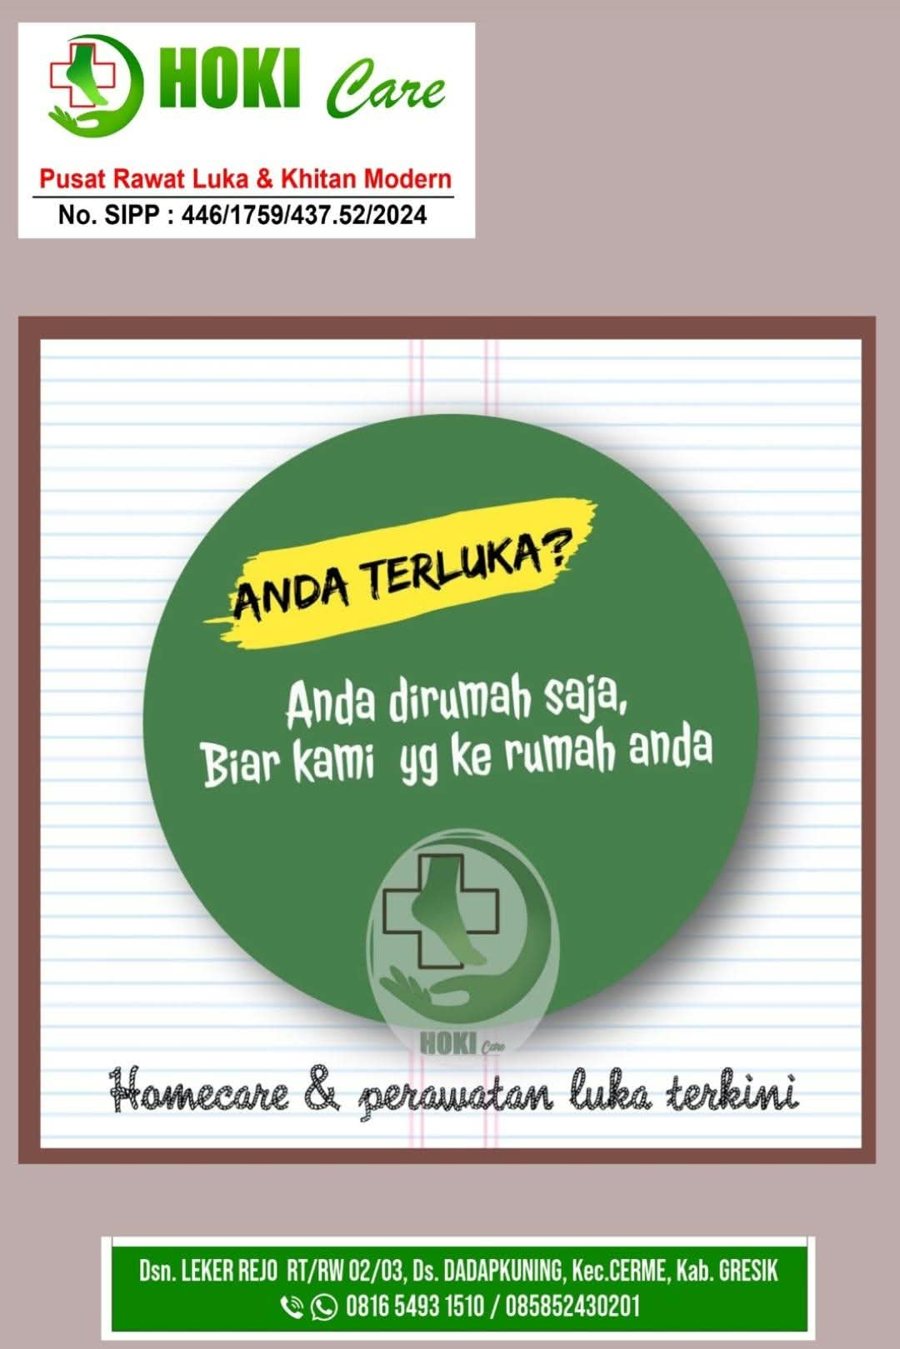 HOKI Care
Pusat Rawat Luka & Khitan Modern
No. SIPP : 446/1759/437.52/2024
ANDA TERLUKA?
Anda dirumah saja,
Biar kami yg ke rumah anda
HOKI Care
Homecare & perawatan luka terkini
Dsn. LEKER REJO RT/RW 02/03, Ds. DADAPKUNING, Kec.CERME, Kab. GRESIK
0816 5493 1510 / 085852430201